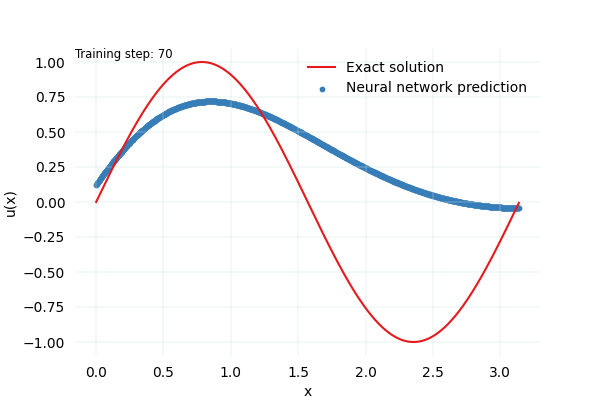 Training step: 70
Exact solution
Neural network prediction
1.00
0.75
0.50
0.25
0.00
−0.25
−0.50
−0.75
−1.00
u(x)
0.0 0.5 1.0 1.5 2.0 2.5 3.0
x